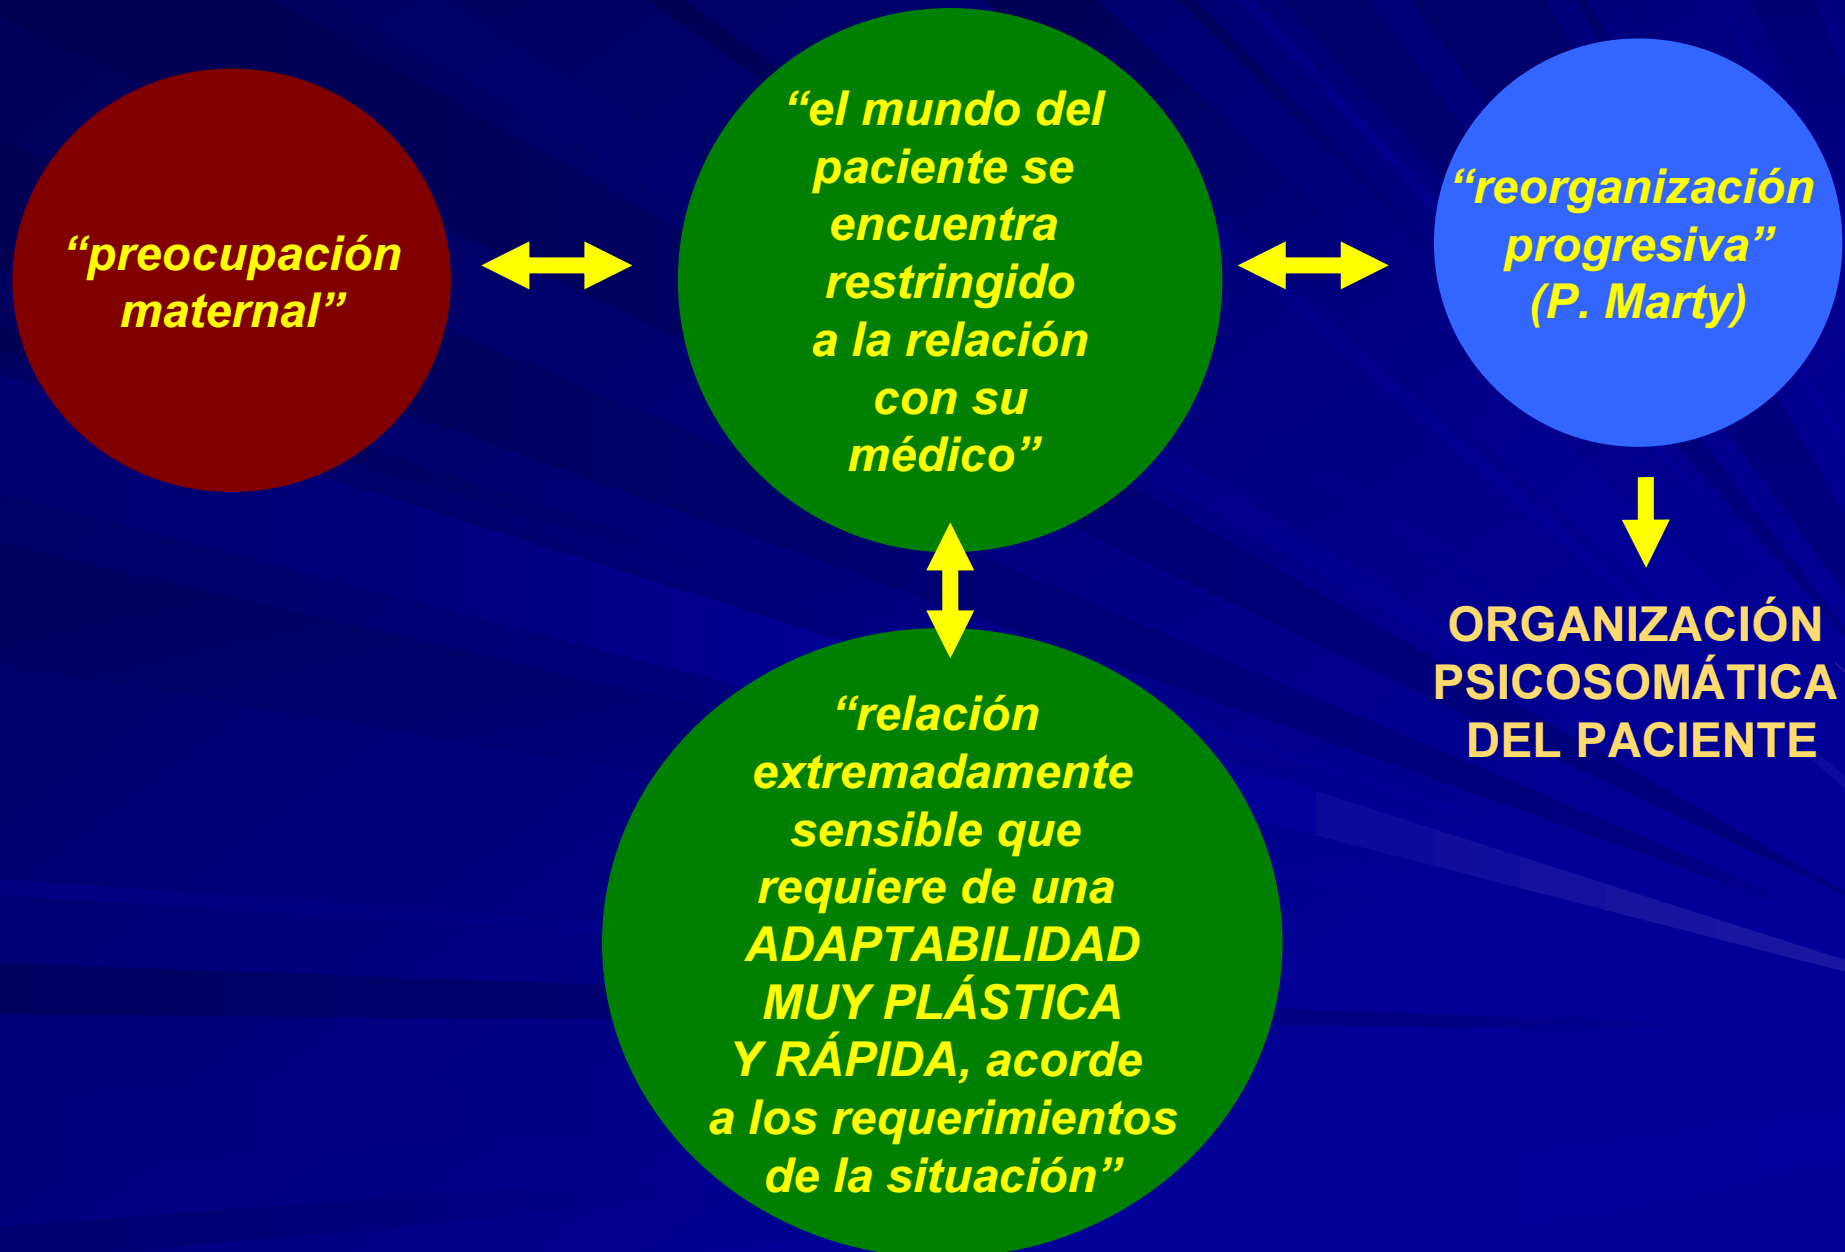 “preocupación
maternal”
“el mundo del
paciente se
encuentra
restringido
a la relación
con su
médico”
“reorganización
progresiva”
(P. Marty)
ORGANIZACIÓN
PSICOSOMÁTICA
DEL PACIENTE
“relación
extremadamente
sensible que
requiere de una
ADAPTABILIDAD
MUY PLÁSTICA
Y RÁPIDA, acorde
a los requerimientos
de la situación”